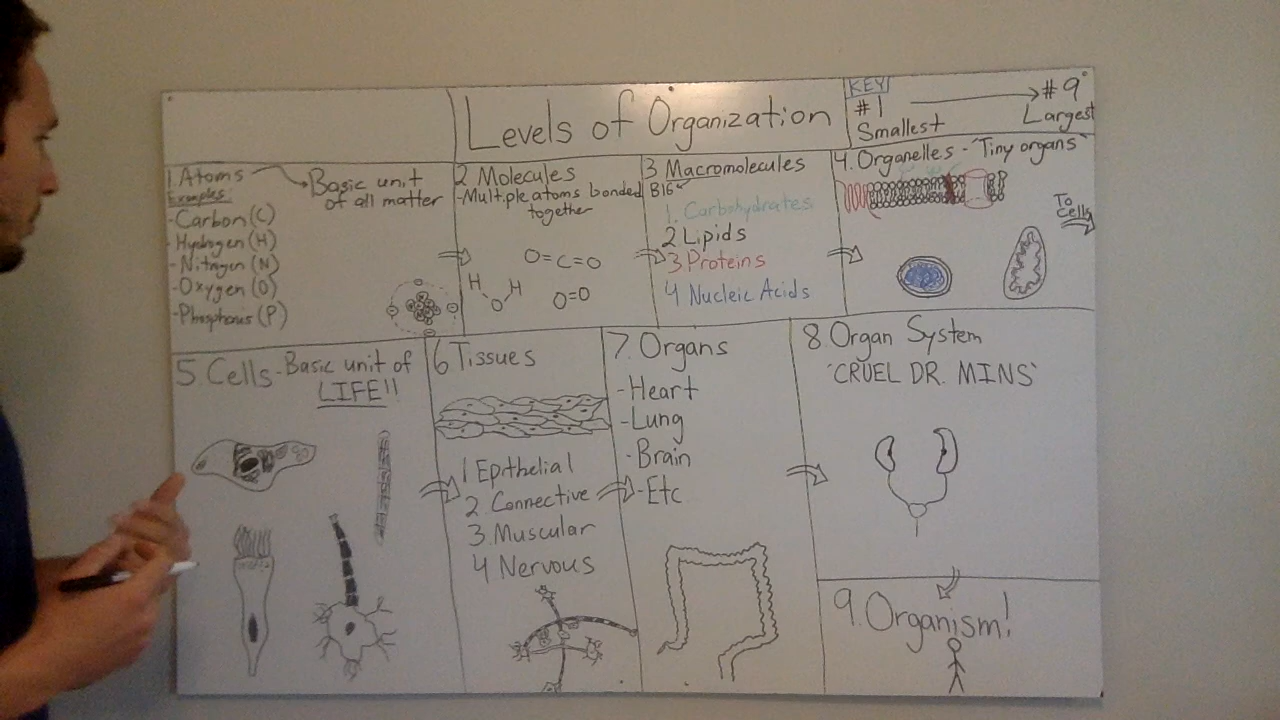 Levels of Organization
KEY
#1 #9
Smallest Largest
1. Atoms
Basic unit
of all matter
Examples:
-Carbon (C)
-Hydrogen (H)
-Nitrogen (N)
-Oxygen (O)
-Phosphorus (P)
2 Molecules
-Multiple atoms bonded
together
O=C=O
H H
O
O=O
3 Macromolecules
BIG
1. Carbohydrates
2 Lipids
3 Proteins
4 Nucleic Acids
4. Organelles - "Tiny organs"
To
Cells
5. Cells - Basic unit of
LIFE!!
6 Tissues
1 Epithelial
2. Connective
3. Muscular
4 Nervous
7. Organs
-Heart
-Lung
-Brain
-Etc
8. Organ System
"CRUEL DR. MINS"
9. Organism!